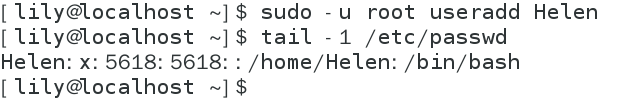 [lily@localhost ~]$ sudo -u root useradd Helen
[lily@localhost ~]$ tail -1 /etc/passwd
Helen:x:5618:5618::/home/Helen:/bin/bash
[lily@localhost ~]$